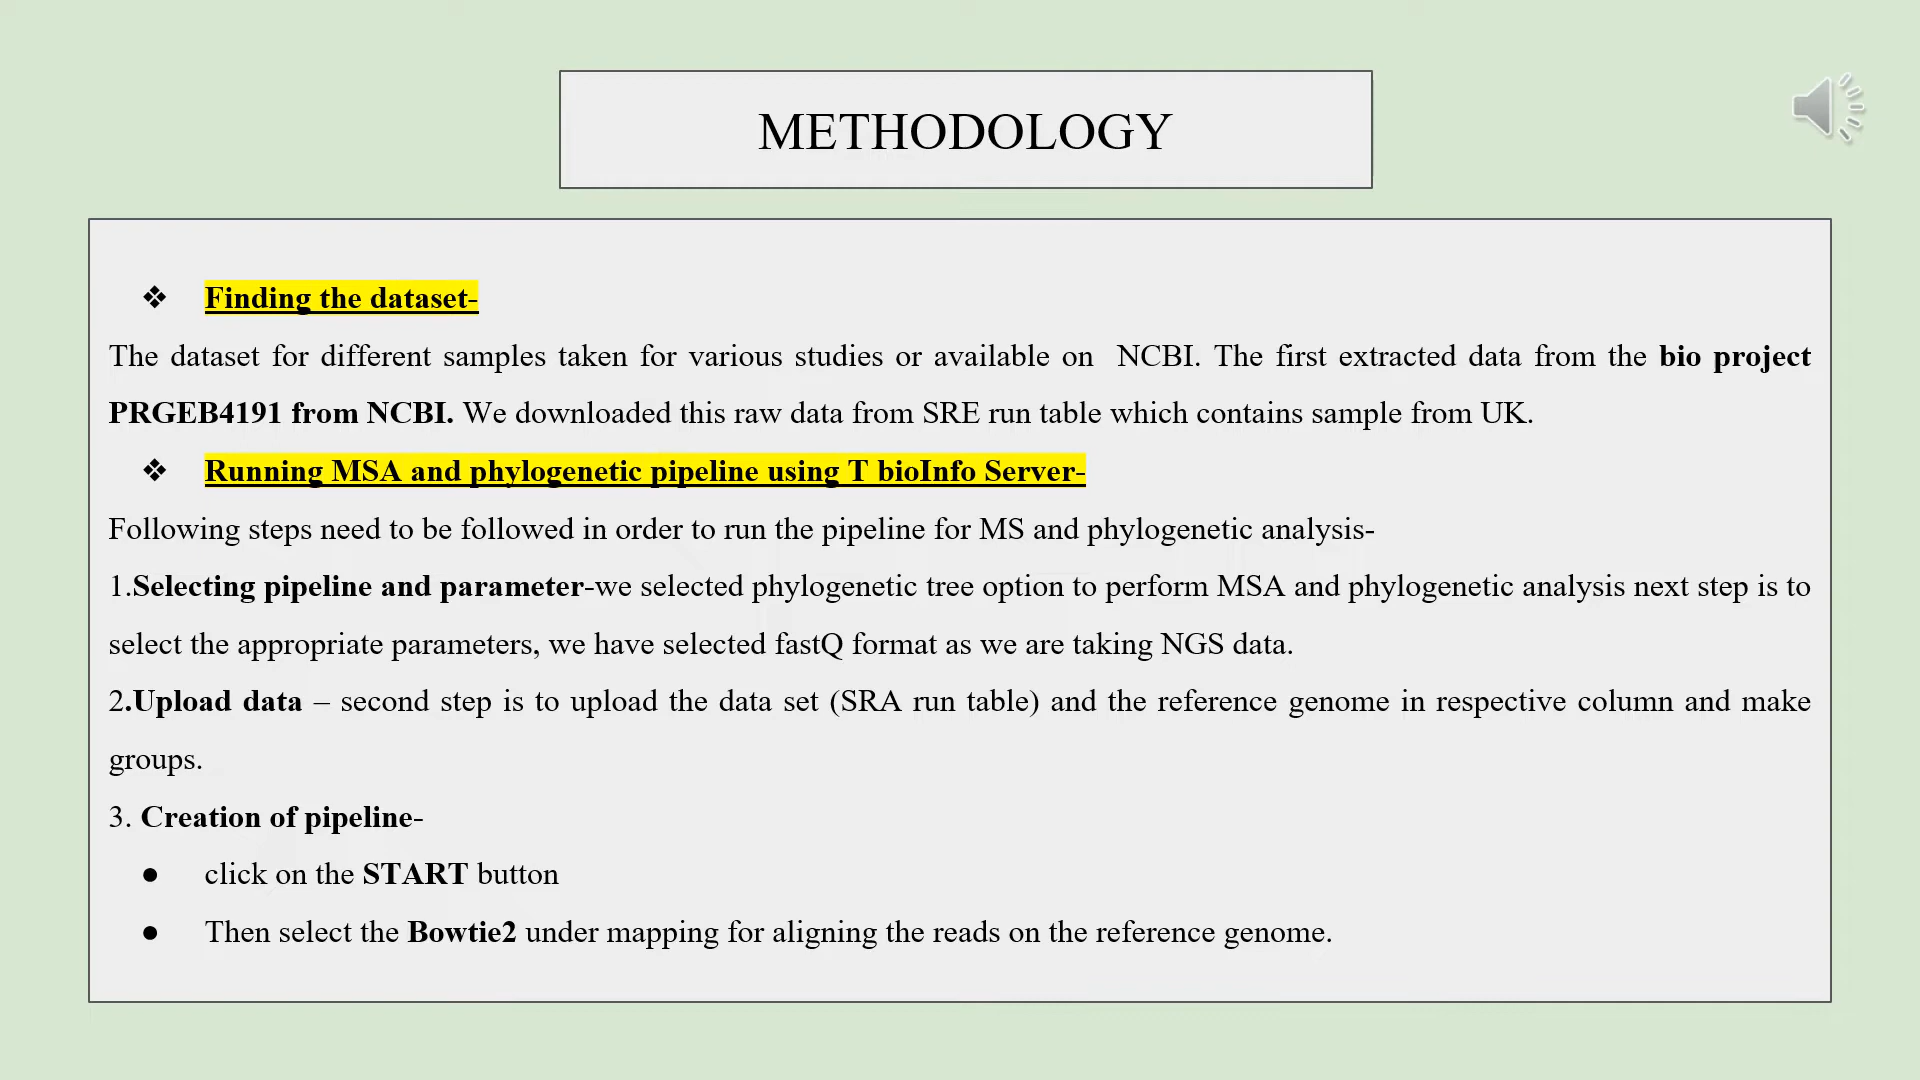 METHODOLOGY
❖ Finding the dataset-
The dataset for different samples taken for various studies or available on NCBI. The first extracted data from the bio project
PRGEB4191 from NCBI. We downloaded this raw data from SRE run table which contains sample from UK.
❖ Running MSA and phylogenetic pipeline using T bioInfo Server-
Following steps need to be followed in order to run the pipeline for MS and phylogenetic analysis-
1.Selecting pipeline and parameter-we selected phylogenetic tree option to perform MSA and phylogenetic analysis next step is to
select the appropriate parameters, we have selected fastQ format as we are taking NGS data.
2.Upload data – second step is to upload the data set (SRA run table) and the reference genome in respective column and make
groups.
3. Creation of pipeline-
● click on the START button
● Then select the Bowtie2 under mapping for aligning the reads on the reference genome.